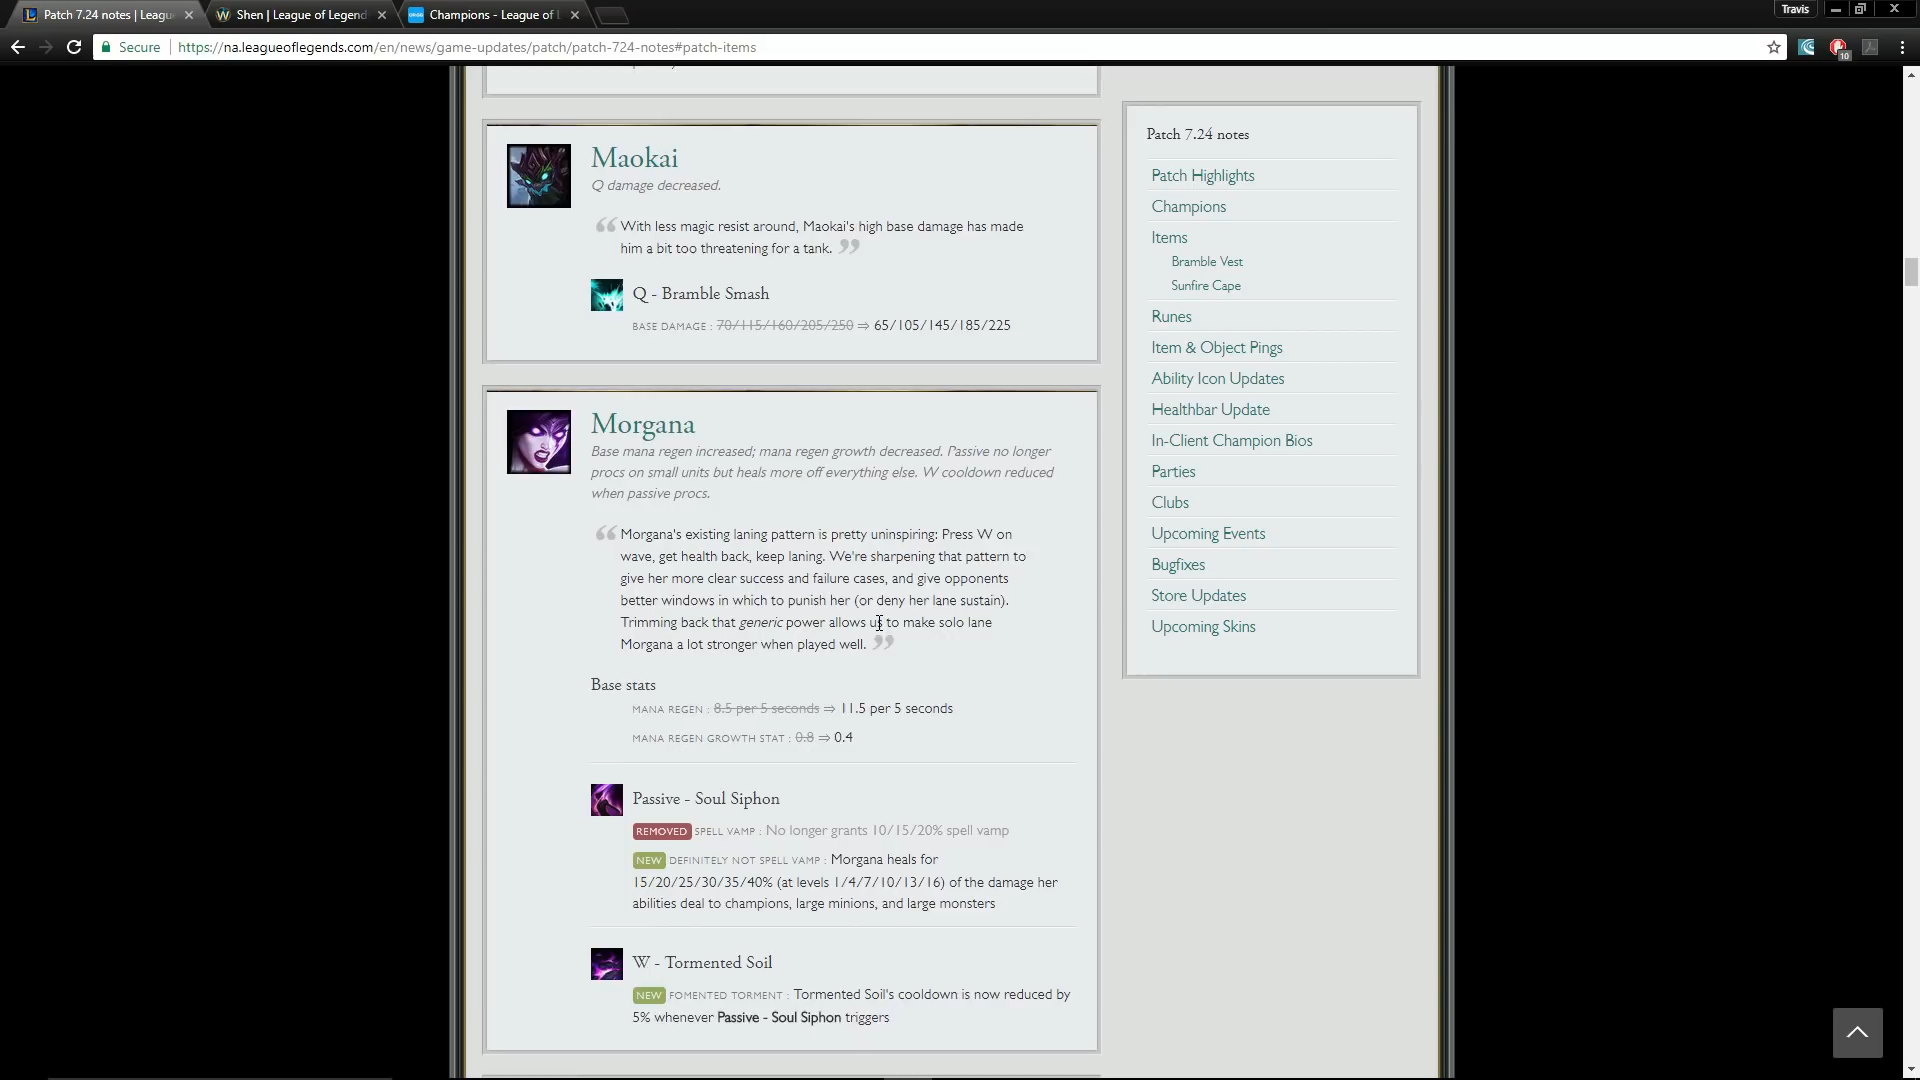 Patch 7.24 notes | Leagu
Shen | League of Legend
Champions - League of L
Travis
Secure
https://na.leagueoflegends.com/en/news/game-updates/patch/patch-724-notes#patch-items
10
Maokai
Q damage decreased.
With less magic resist around, Maokai's high base damage has made
him a bit too threatening for a tank.
Q - Bramble Smash
BASE DAMAGE : 70/115/160/205/250 ⇒ 65/105/145/185/225
Morgana
Base mana regen increased; mana regen growth decreased. Passive no longer
procs on small units but heals more off everything else. W cooldown reduced
when passive procs.
Morgana's existing laning pattern is pretty uninspiring: Press W on
wave, get health back, keep laning. We're sharpening that pattern to
give her more clear success and failure cases, and give opponents
better windows in which to punish her (or deny her lane sustain).
Trimming back that generic power allows us to make solo lane
Morgana a lot stronger when played well.
Base stats
MANA REGEN : 8.5 per 5 seconds ⇒ 11.5 per 5 seconds
MANA REGEN GROWTH STAT : 0.8 ⇒ 0.4
Passive - Soul Siphon
REMOVED SPELL VAMP : No longer grants 10/15/20% spell vamp
NEW DEFINITELY NOT SPELL VAMP : Morgana heals for
15/20/25/30/35/40% (at levels 1/4/7/10/13/16) of the damage her
abilities deal to champions, large minions, and large monsters
W - Tormented Soil
NEW FOMENTED TORMENT : Tormented Soil's cooldown is now reduced by
5% whenever Passive - Soul Siphon triggers
Patch 7.24 notes
Patch Highlights
Champions
Items
Bramble Vest
Sunfire Cape
Runes
Item & Object Pings
Ability Icon Updates
Healthbar Update
In-Client Champion Bios
Parties
Clubs
Upcoming Events
Bugfixes
Store Updates
Upcoming Skins